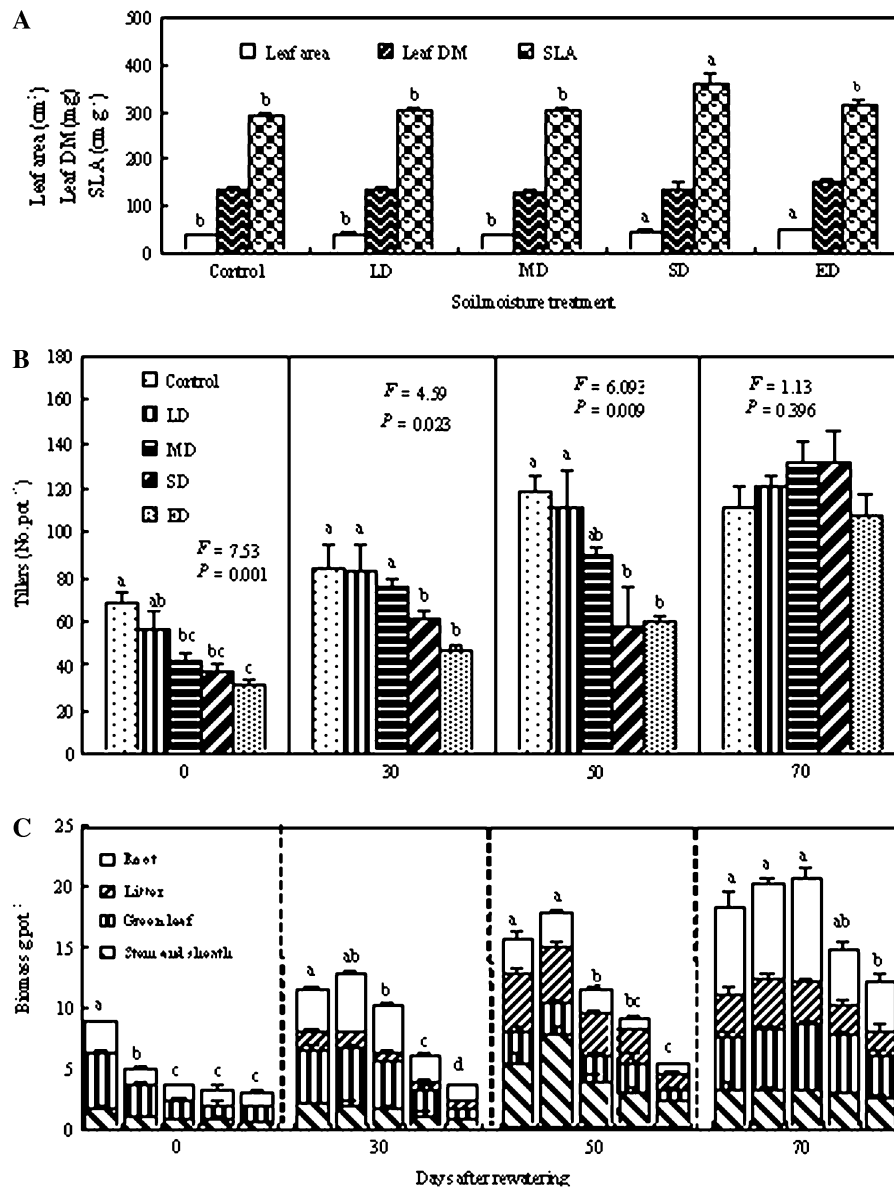 A
500
400
300
200
100
0
Leaf area (cm²)
Leaf DM (mg)
SLA (cm g⁻¹)
Leaf area
Leaf DM
SLA
b b b a b
b b b a a
Control LD MD SD ED
Soil moisture treatment
B
180
160
140
120
100
80
60
40
20
0
Tillers (No. pot⁻¹)
Control
LD
MD
SD
ED
F = 7.53
P = 0.001
F = 4.59
P = 0.023
F = 6.093
P = 0.009
F = 1.13
P = 0.396
a ab bc bc c
a a a b b
a a ab b b
0 30 50 70
C
25
20
15
10
5
0
Biomass g pot⁻¹
Root
Litter
Green leaf
Stem and sheath
a b c c c
a ab b c d
a a b bc c
a a a ab b
0 30 50 70
Days after rewatering